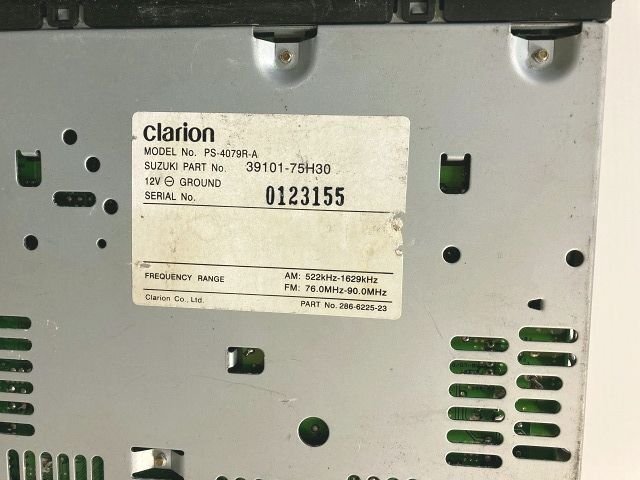 clarion
MODEL No. PS-4079R-A
SUZUKI PART No. 39101-75H30
12V ⊖ GROUND
SERIAL No. 0123155
FREQUENCY RANGE AM: 522kHz-1629kHz
FM: 76.0MHz-90.0MHz
Clarion Co., Ltd. PART No. 286-6225-23